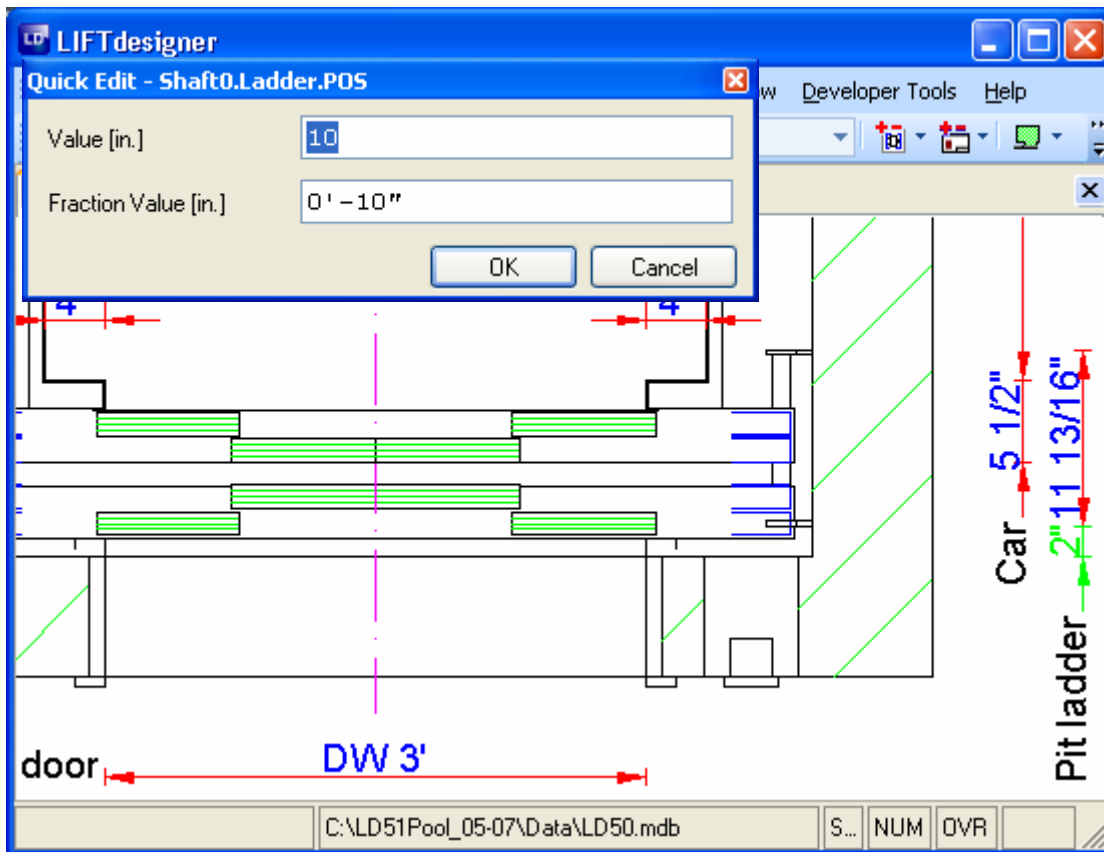 LD LIFTdesigner
Quick Edit - Shaft0.Ladder.POS
w Developer Tools Help
Value [in.] 10
Fraction Value [in.] 0'-10"
OK Cancel
4 4
Car 5 1/2"
Pit ladder 2" 11 13/16"
door DW 3'
C:\LD51Pool_05-07\Data\LD50.mdb S... NUM OVR